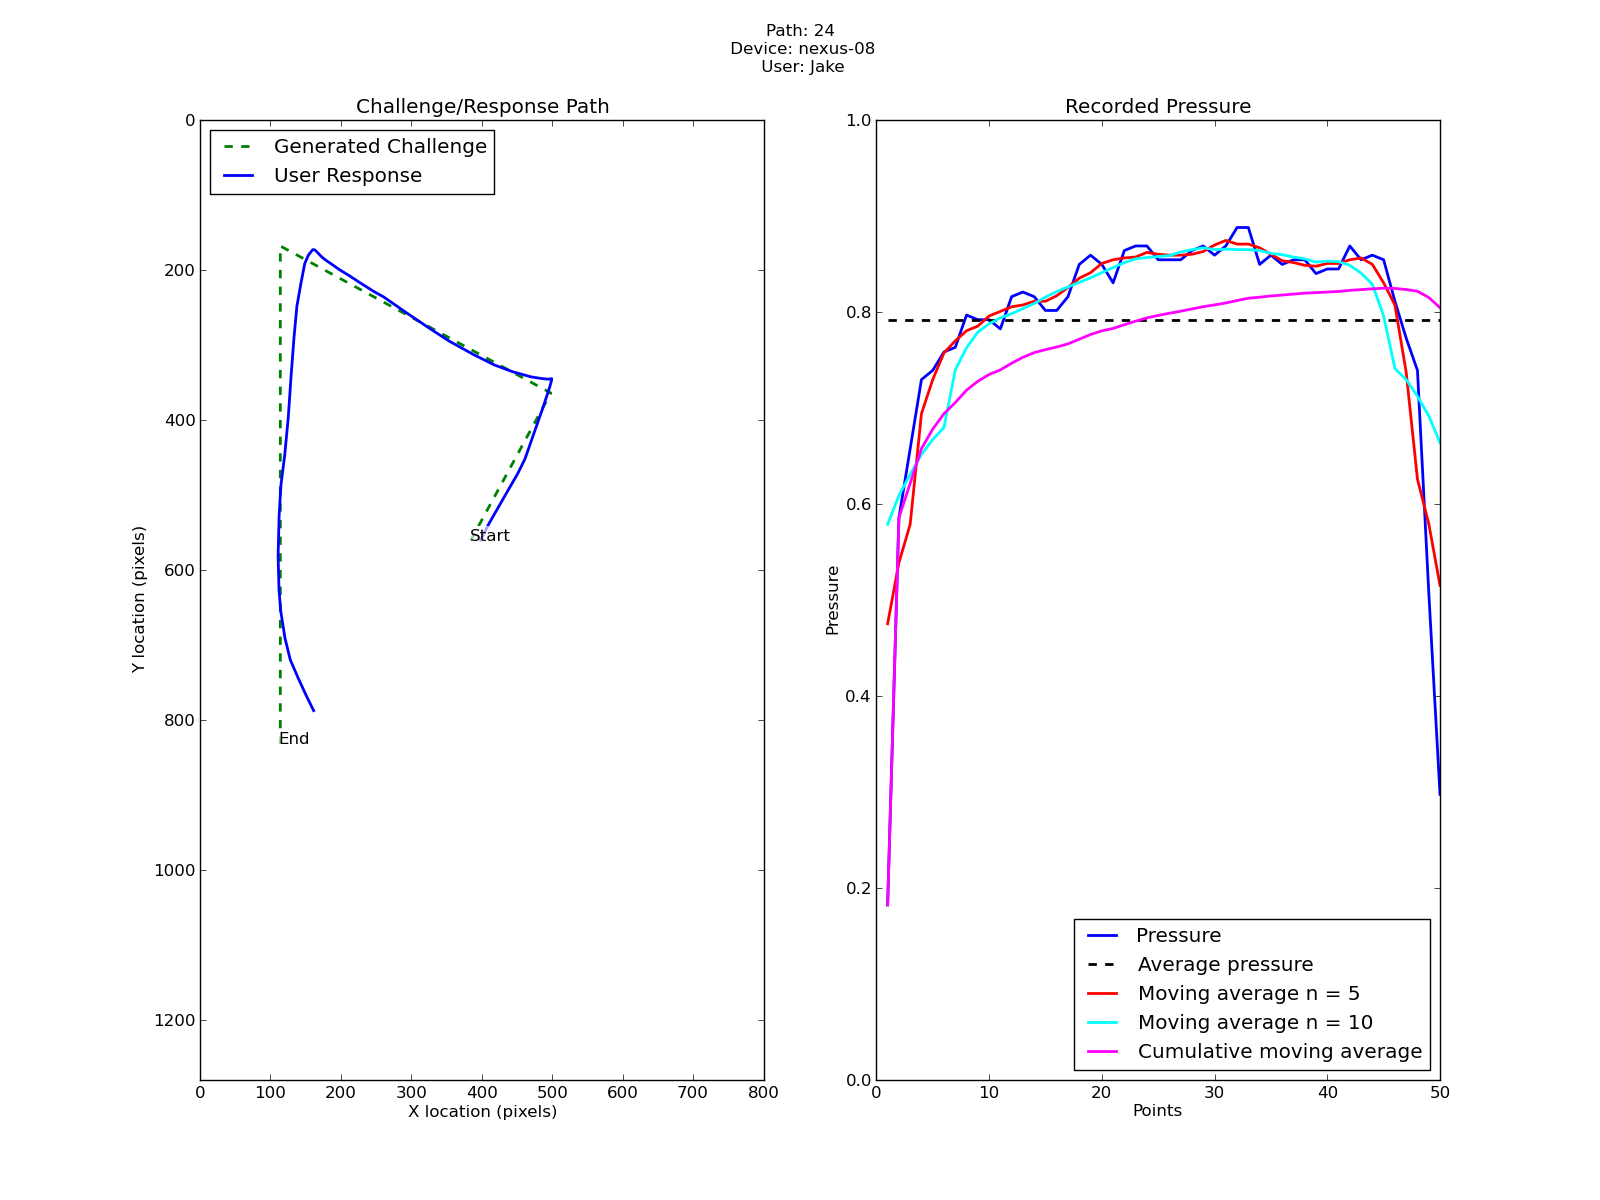 Path: 24
Device: nexus-08
User: Jake
Challenge/Response Path
0
200
400
600
800
1000
1200
Y location (pixels)
Generated Challenge
User Response
Start
End
0 100 200 300 400 500 600 700 800
X location (pixels)
Recorded Pressure
1.0
0.8
0.6
0.4
0.2
0.0
Pressure
Pressure
Average pressure
Moving average n = 5
Moving average n = 10
Cumulative moving average
0 10 20 30 40 50
Points